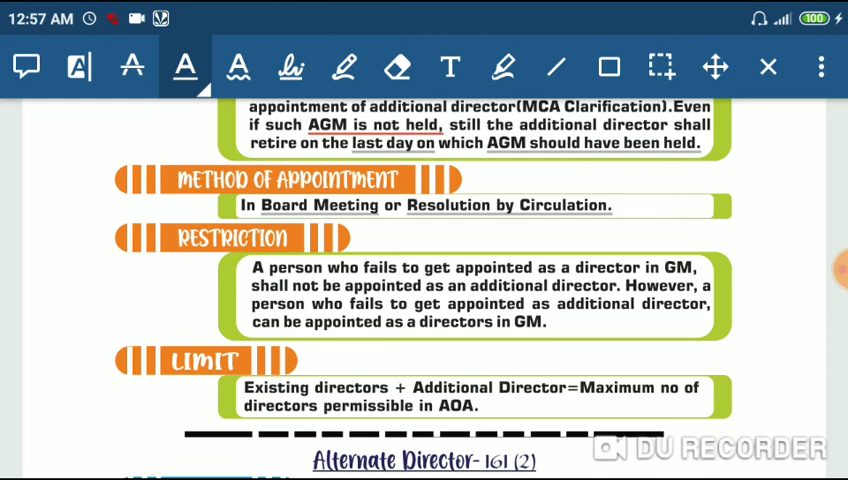 12:57 AM
100
T
appointment of additional director(MCA Clarification).Even
if such AGM is not held, still the additional director shall
retire on the last day on which AGM should have been held.
METHOD OF APPOINTMENT
In Board Meeting or Resolution by Circulation.
RESTRICTION
A person who fails to get appointed as a director in GM,
shall not be appointed as an additional director. However, a
person who fails to get appointed as additional director,
can be appointed as a directors in GM.
LIMIT
Existing directors + Additional Director=Maximum no of
directors permissible in AOA.
DU RECORDER
Alternate Director- 161 (2)